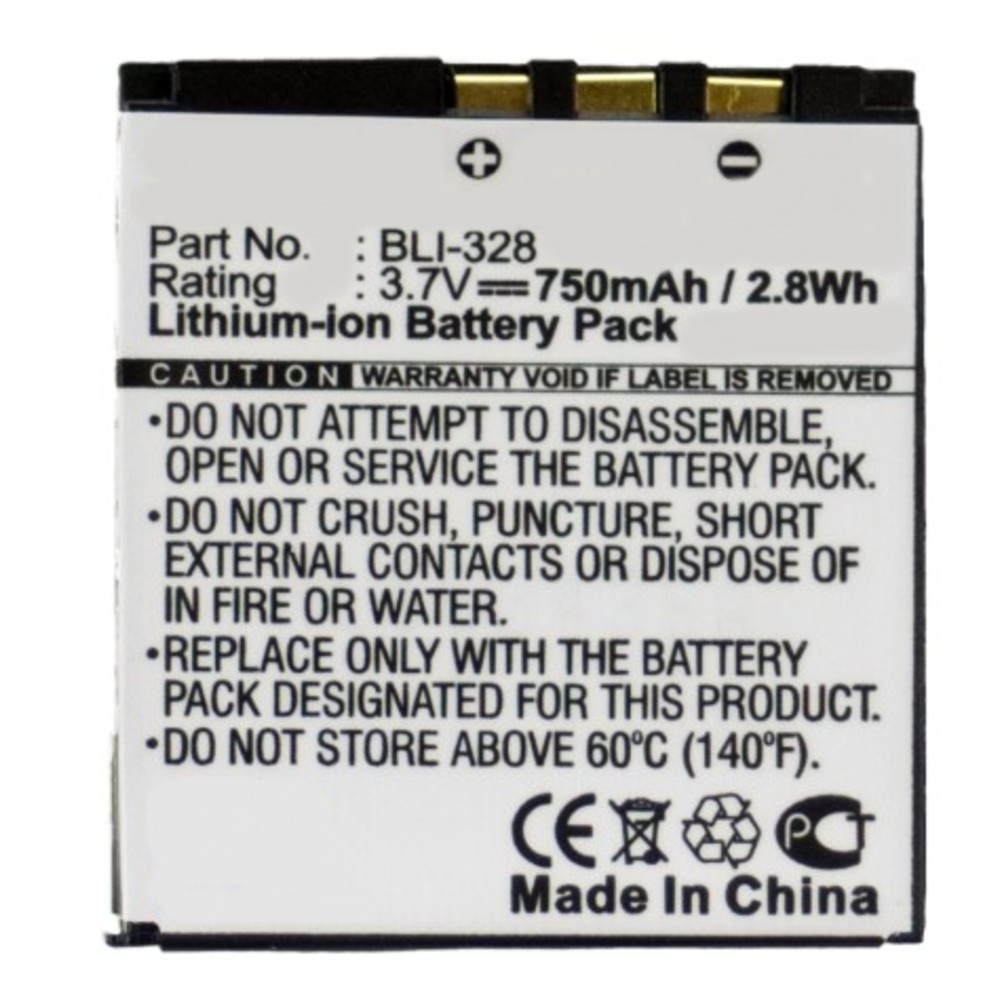 Part No. : BLI-328
Rating : 3.7V 750mAh / 2.8Wh
Lithium-ion Battery Pack
CAUTION WARRANTY VOID IF LABEL IS REMOVED
•DO NOT ATTEMPT TO DISASSEMBLE,
OPEN OR SERVICE THE BATTERY PACK.
•DO NOT CRUSH, PUNCTURE, SHORT
EXTERNAL CONTACTS OR DISPOSE OF
IN FIRE OR WATER.
•REPLACE ONLY WITH THE BATTERY
PACK DESIGNATED FOR THIS PRODUCT.
•DO NOT STORE ABOVE 60ºC (140ºF).
CE PCT
Made In China